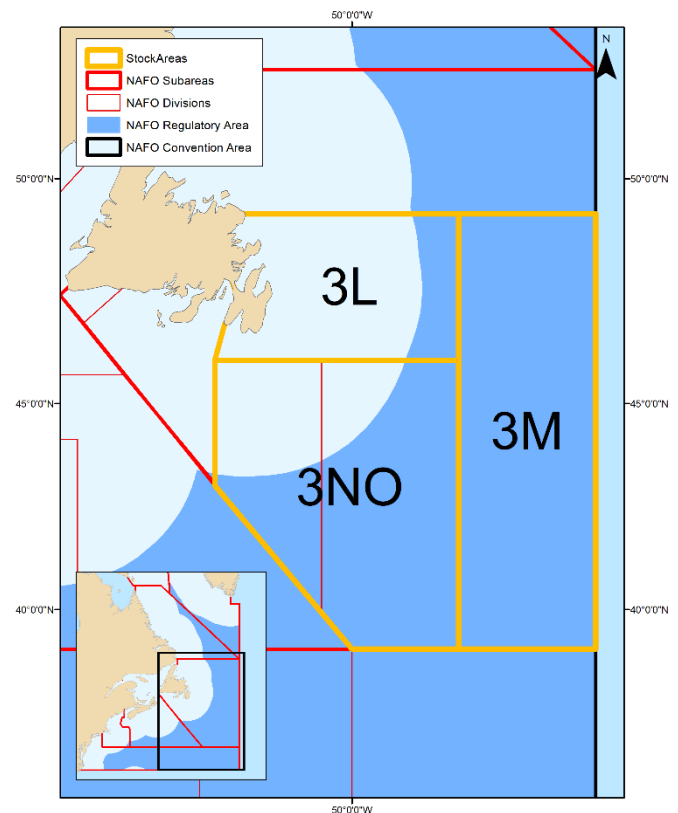 50°0'0"W
N
StockAreas
NAFO Subareas
NAFO Divisions
NAFO Regulatory Area
NAFO Convention Area
50°0'0"N
50°0'0"N
3L
45°0'0"N
45°0'0"N
3M
3NO
40°0'0"N
40°0'0"N
50°0'0"W